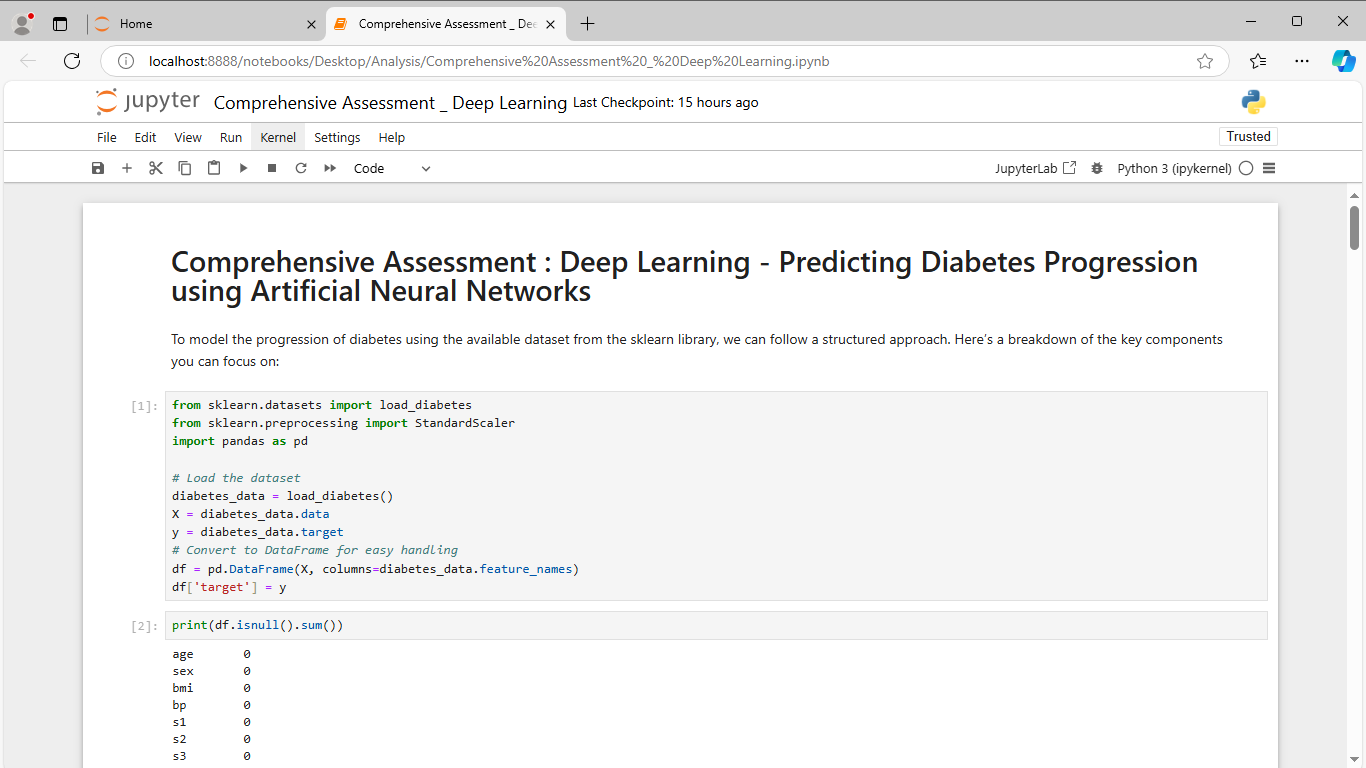 Home
Comprehensive Assessment _ Dee
localhost:8888/notebooks/Desktop/Analysis/Comprehensive%20Assessment%20_%20Deep%20Learning.ipynb
jupyter Comprehensive Assessment _ Deep Learning Last Checkpoint: 15 hours ago
File Edit View Run Kernel Settings Help Trusted
Code JupyterLab Python 3 (ipykernel)
Comprehensive Assessment : Deep Learning - Predicting Diabetes Progression
using Artificial Neural Networks
To model the progression of diabetes using the available dataset from the sklearn library, we can follow a structured approach. Here's a breakdown of the key components
you can focus on:
[1]: from sklearn.datasets import load_diabetes
from sklearn.preprocessing import StandardScaler
import pandas as pd
# Load the dataset
diabetes_data = load_diabetes()
X = diabetes_data.data
y = diabetes_data.target
# Convert to DataFrame for easy handling
df = pd.DataFrame(X, columns=diabetes_data.feature_names)
df['target'] = y
[2]: print(df.isnull().sum())
age 0
sex 0
bmi 0
bp 0
s1 0
s2 0
s3 0